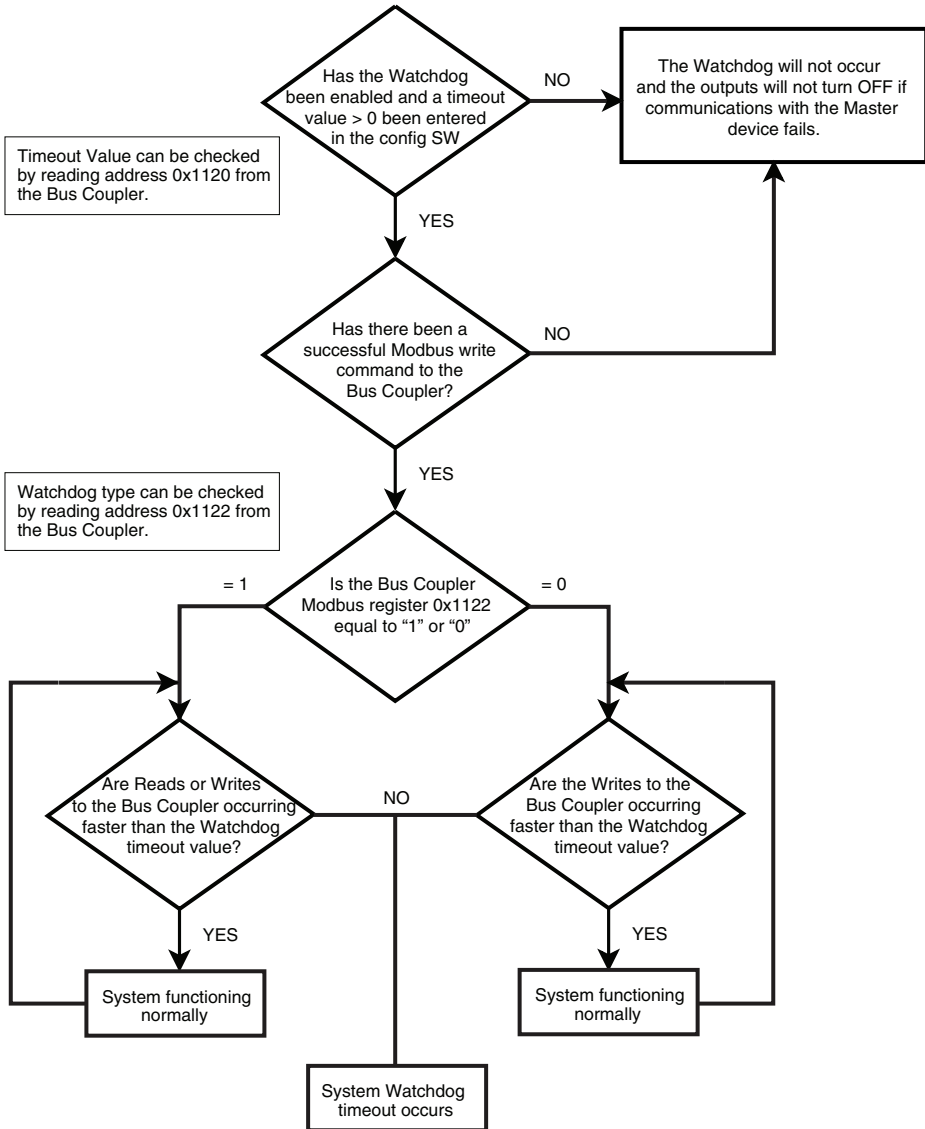 Has the Watchdog
been enabled and a timeout
value > 0 been entered
in the config SW
NO
The Watchdog will not occur
and the outputs will not turn OFF if
communications with the Master
device fails.
Timeout Value can be checked
by reading address 0x1120 from
the Bus Coupler.
YES
Has there been a
successful Modbus write
command to the
Bus Coupler?
NO
YES
Watchdog type can be checked
by reading address 0x1122 from
the Bus Coupler.
= 1
Is the Bus Coupler
Modbus register 0x1122
equal to “1” or “0”
= 0
Are Reads or Writes
to the Bus Coupler occurring
faster than the Watchdog
timeout value?
NO
Are the Writes to the
Bus Coupler occurring
faster than the Watchdog
timeout value?
YES
YES
System functioning
normally
System functioning
normally
System Watchdog
timeout occurs